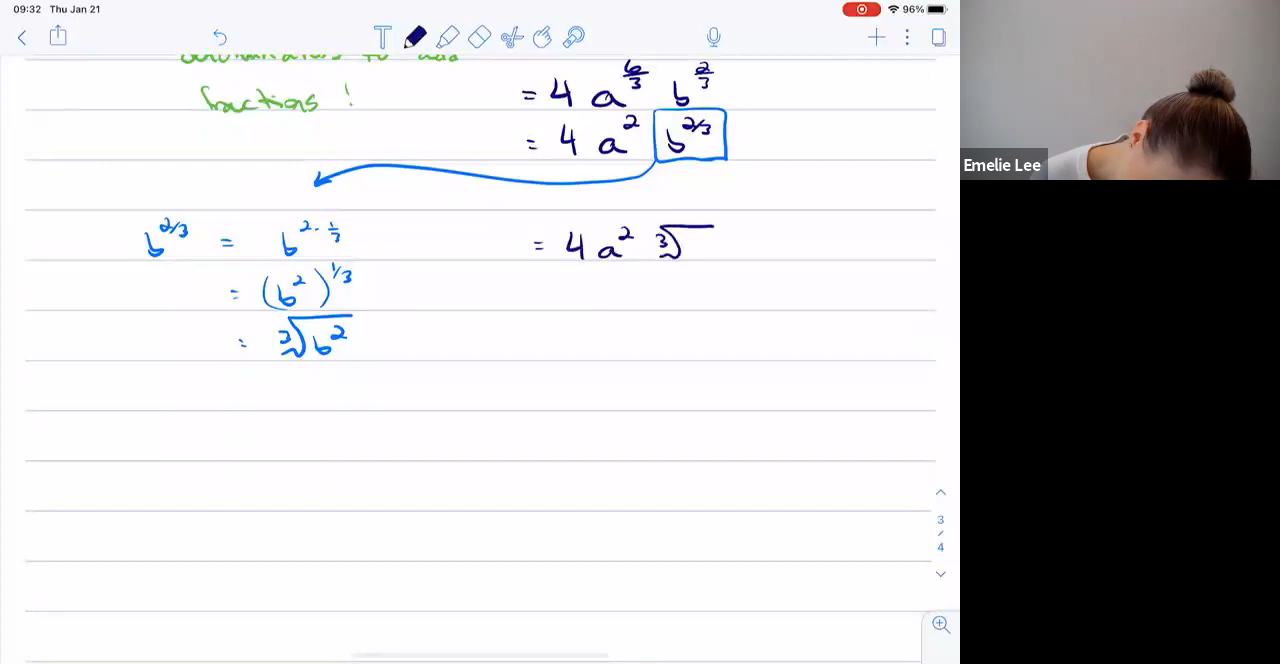 09:32 Thu Jan 21
96%
fractions !
= 4 a^{6/3} b^{2/3}
= 4 a^2 b^{2/3}
Emelie Lee
b^{2/3} = b^{2 · 1/3}
= 4 a^2 ∛
= (b^2)^{1/3}
= ∛b^2
3
/
4